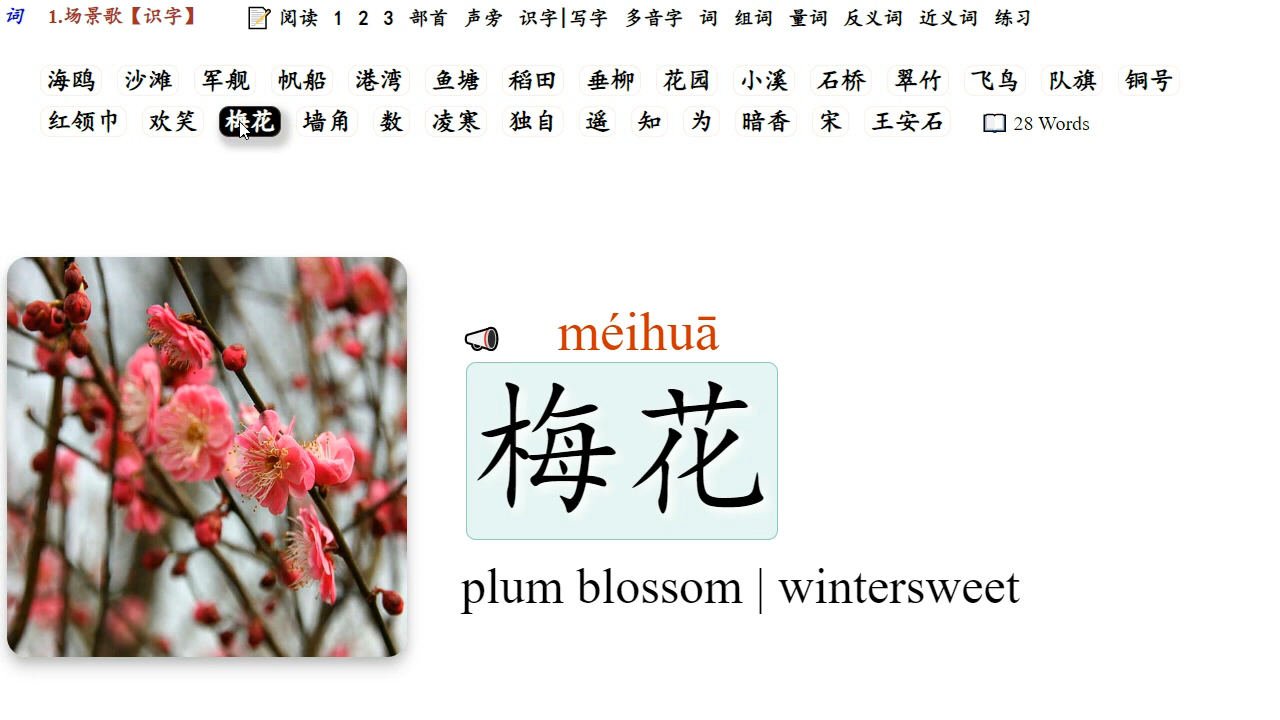 词 1.场景歌【识字】 阅读 1 2 3 部首 声旁 识字|写字 多音字 词 组词 量词 反义词 近义词 练习
海鸥 沙滩 军舰 帆船 港湾 鱼塘 稻田 垂柳 花园 小溪 石桥 翠竹 飞鸟 队旗 铜号
红领巾 欢笑 梅花 墙角 数 凌寒 独自 遥 知 为 暗香 宋 王安石 28 Words
méihuā
梅花
plum blossom | wintersweet